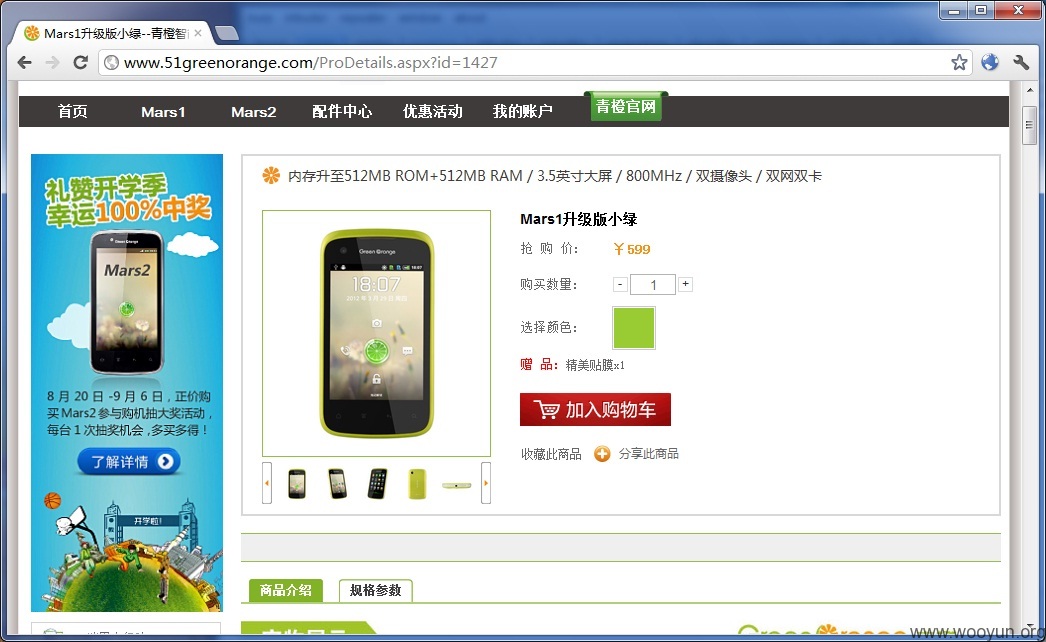 Mars1升级版小绿--青橙智
www.51greenorange.com/ProDetails.aspx?id=1427
首页 Mars1 Mars2 配件中心 优惠活动 我的账户 青橙官网
礼赞开学季
幸运100%中奖
Green Orange
Mars2
8月20日-9月6日，正价购
买Mars2参与购机抽大奖活动，
每台1次抽奖机会，多买多得！
了解详情
开学啦！
内存升至512MB ROM+512MB RAM / 3.5英寸大屏 / 800MHz / 双摄像头 / 双网双卡
Green Orange
18:07
18:07
Mars1升级版小绿
抢 购 价： ￥599
购买数量： - 1 +
选择颜色：
赠 品：精美贴膜x1
加入购物车
收藏此商品 分享此商品
商品介绍 规格参数
Green Orange
www.wooyun.org